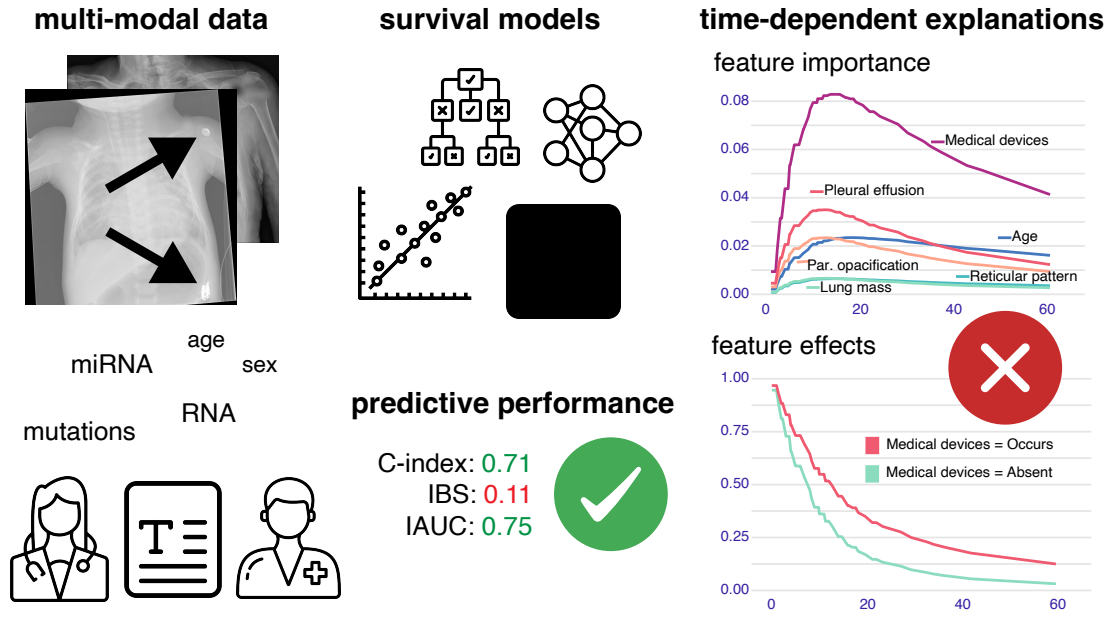 multi-modal data
miRNA
age
sex
RNA
mutations
T
survival models
predictive performance
C-index: 0.71
IBS: 0.11
IAUC: 0.75
time-dependent explanations
feature importance
0.08
0.06
0.04
0.02
0.00
Medical devices
Pleural effusion
Age
Par. opacification
Reticular pattern
Lung mass
0 20 40 60
feature effects
1.00
0.75
0.50
0.25
0.00
Medical devices = Occurs
Medical devices = Absent
0 20 40 60